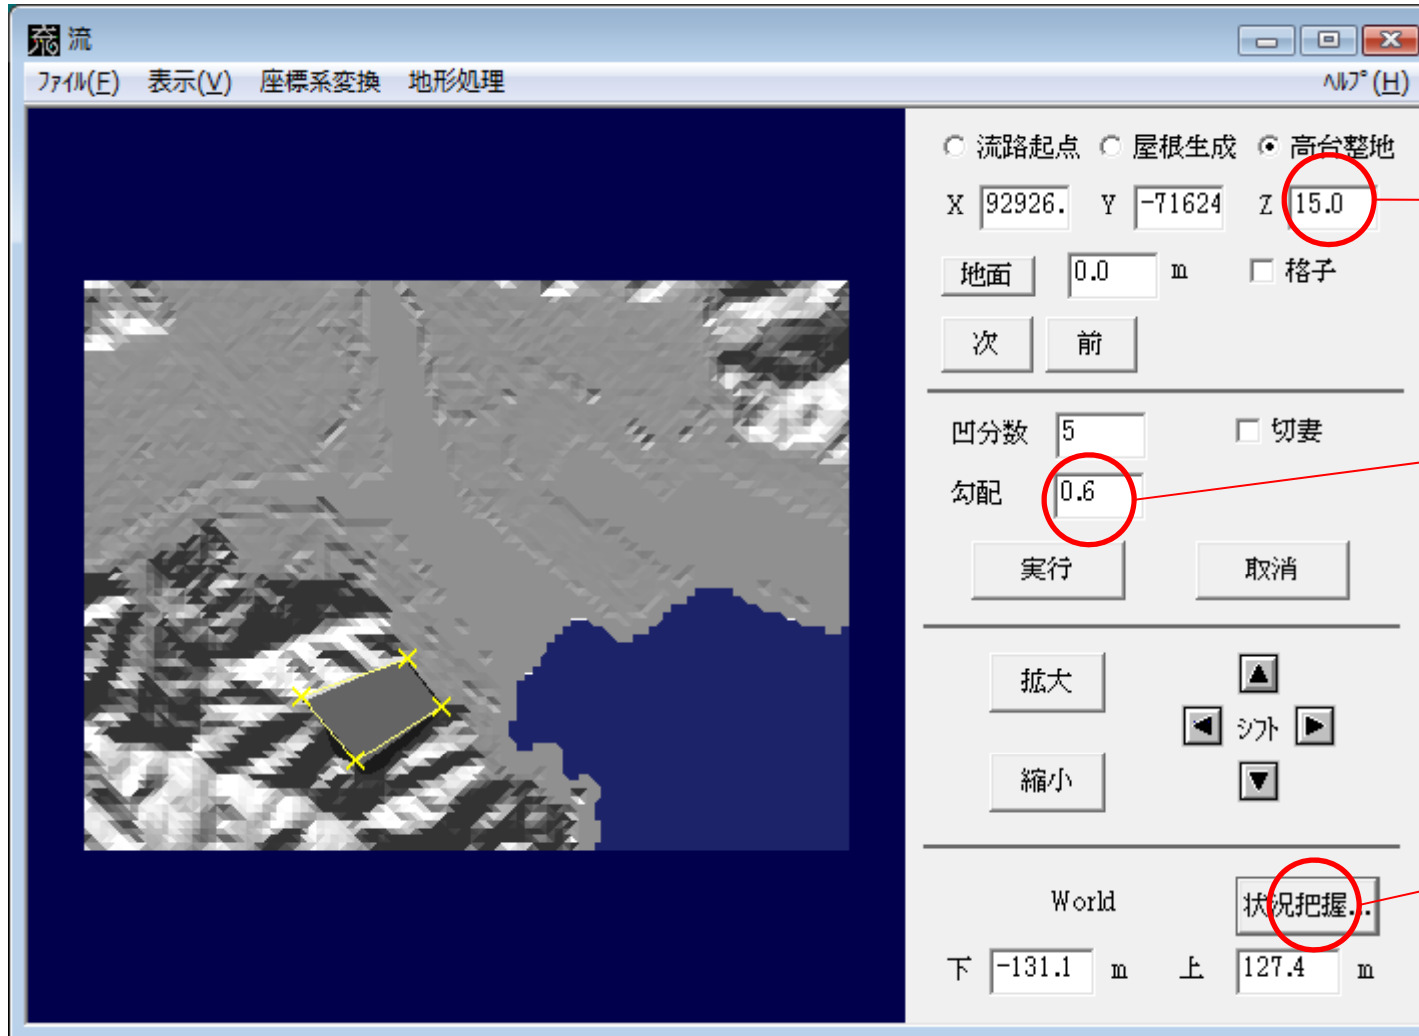 流
ﾌｧｲﾙ(F) 表示(V) 座標系変換 地形処理 ﾍﾙﾌﾟ(H)
流路起点 屋根生成 高台整地
X 92926. Y -71624 Z 15.0
地面 0.0 m 格子
次 前
凹分数 5 切妻
勾配 0.6
実行 取消
拡大
ｼﾌﾄ
縮小
World 状況把握...
下 -131.1 m 上 127.4 m